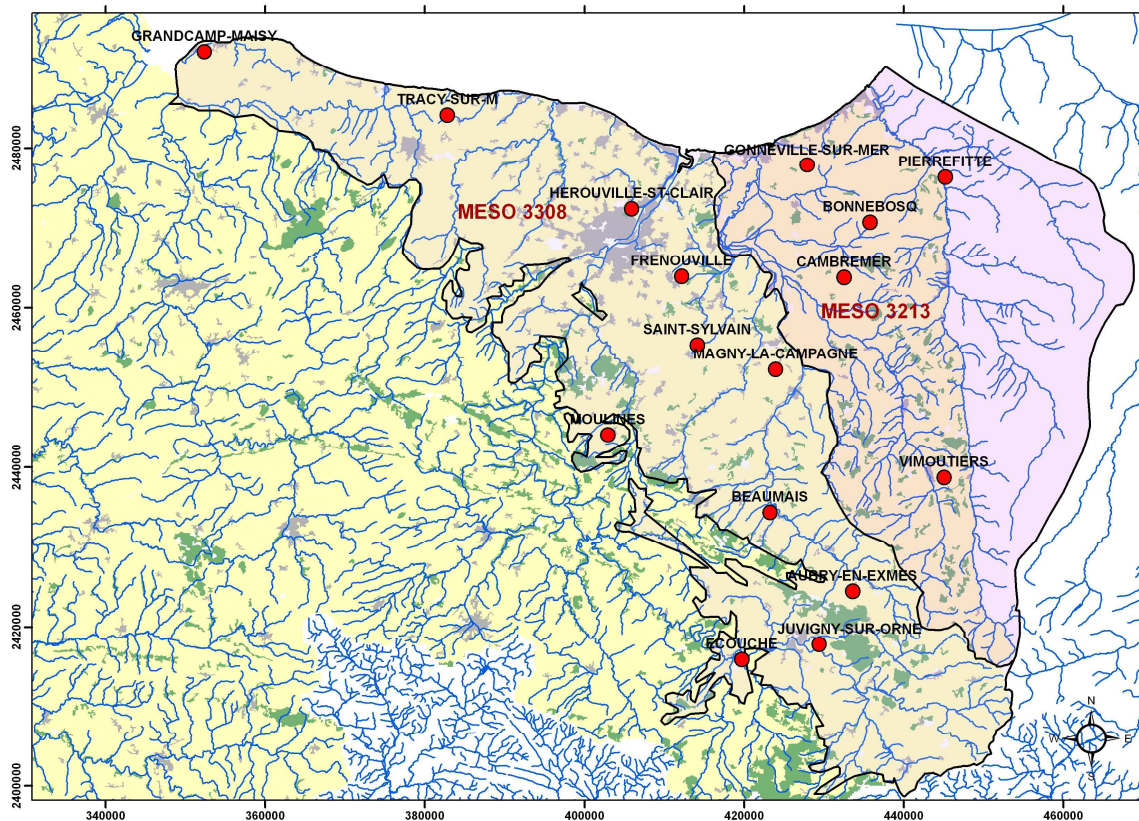 GRANDCAMP-MAISY
TRACY-SUR-M
GONNEVILLE-SUR-MER
PIERREFITTE
HEROUVILLE-ST-CLAIR
MESO 3308
BONNEBOSQ
FRENOUVILLE
CAMBREMER
MESO 3213
SAINT-SYLVAIN
MAGNY-LA-CAMPAGNE
MOULINES
VIMOUTIERS
BEAUMAIS
AUBRY-EN-EXMES
JUVIGNY-SUR-ORNE
ECOUCHE
N
W E
S
2480000
2460000
2440000
2420000
2400000
340000 360000 380000 400000 420000 440000 460000